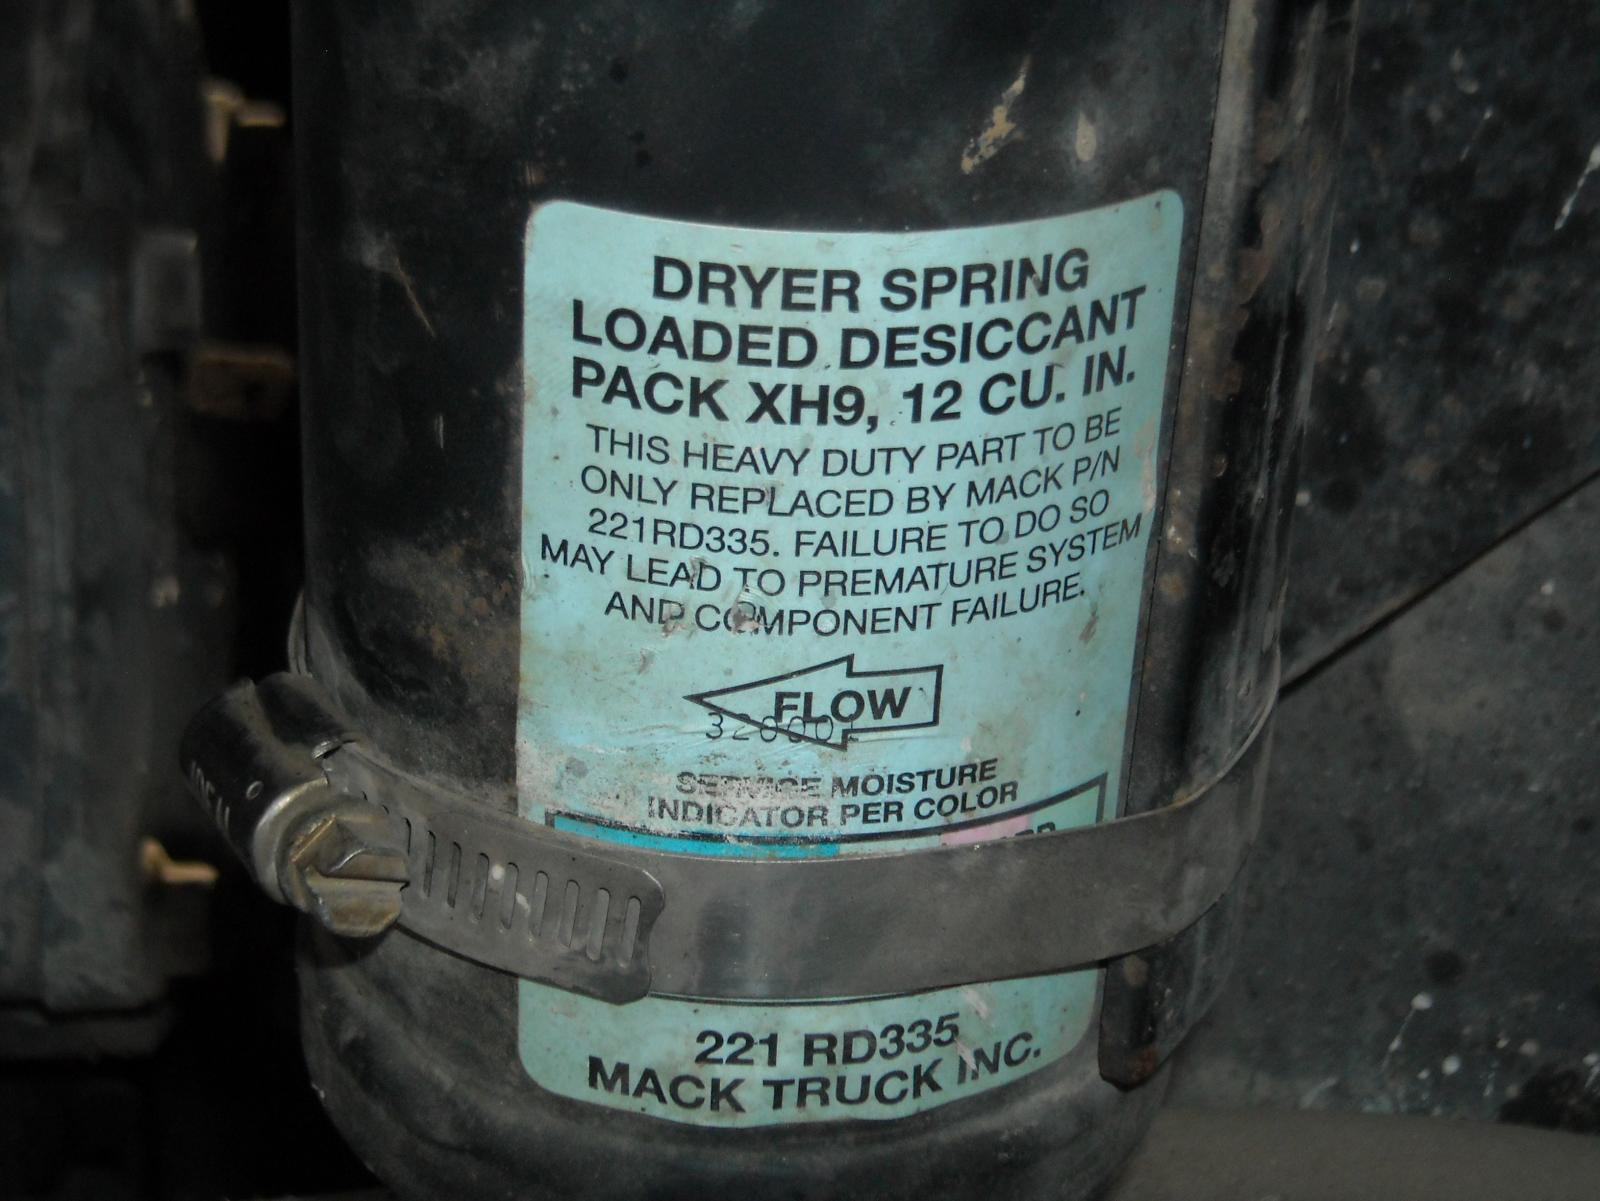 DRYER SPRING
LOADED DESICCANT
PACK XH9, 12 CU. IN.
THIS HEAVY DUTY PART TO BE
ONLY REPLACED BY MACK P/N
221RD335. FAILURE TO DO SO
MAY LEAD TO PREMATURE SYSTEM
AND COMPONENT FAILURE.
FLOW
SERVICE MOISTURE
INDICATOR PER COLOR
221 RD335
MACK TRUCK INC.